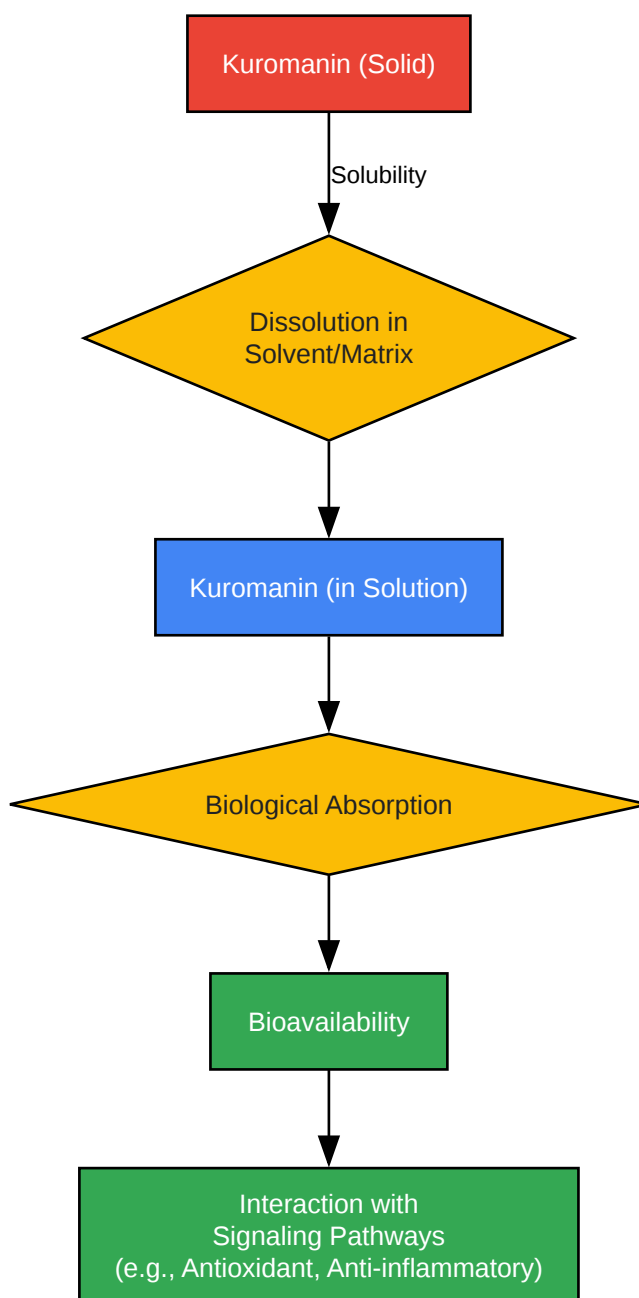 Kuromanin (Solid)
Solubility
Dissolution in
Solvent/Matrix
Kuromanin (in Solution)
Biological Absorption
Bioavailability
Interaction with
Signaling Pathways
(e.g., Antioxidant, Anti-inflammatory)